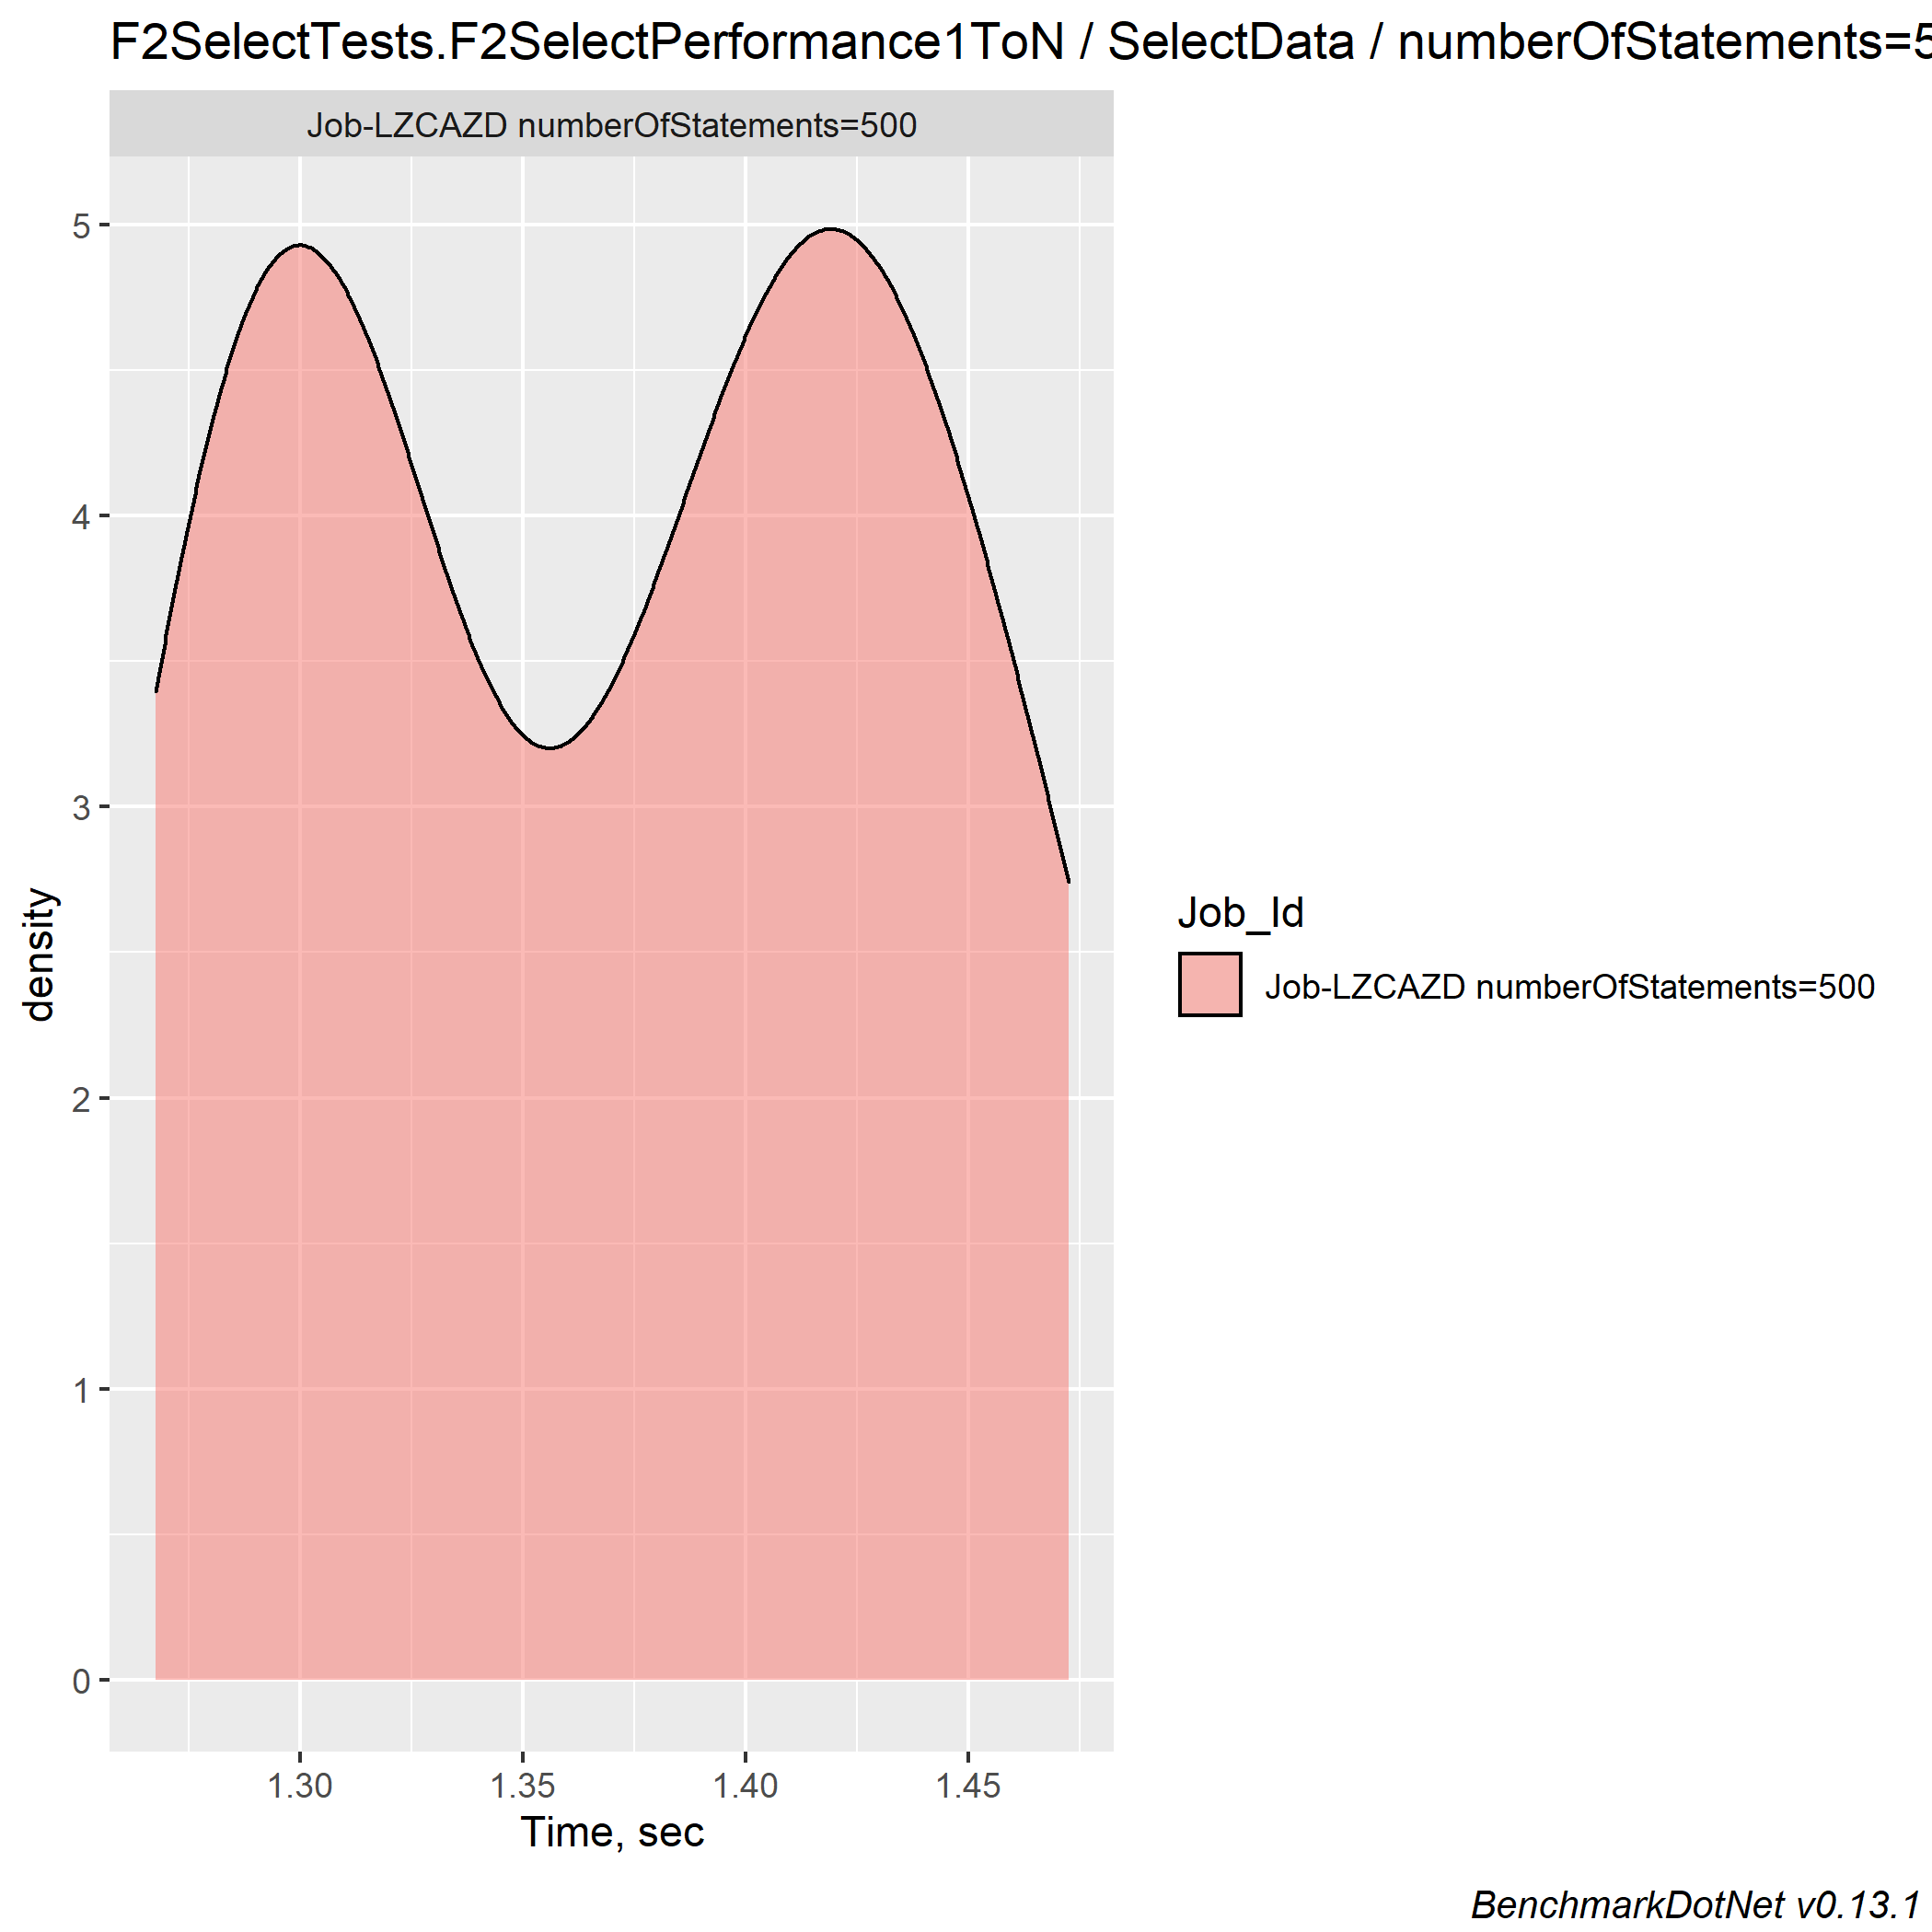 F2SelectTests.F2SelectPerformance1ToN / SelectData / numberOfStatements=5
Job-LZCAZD numberOfStatements=500
5
4
3
2
1
0
density
1.30 1.35 1.40 1.45
Time, sec
Job_Id
Job-LZCAZD numberOfStatements=500
BenchmarkDotNet v0.13.1